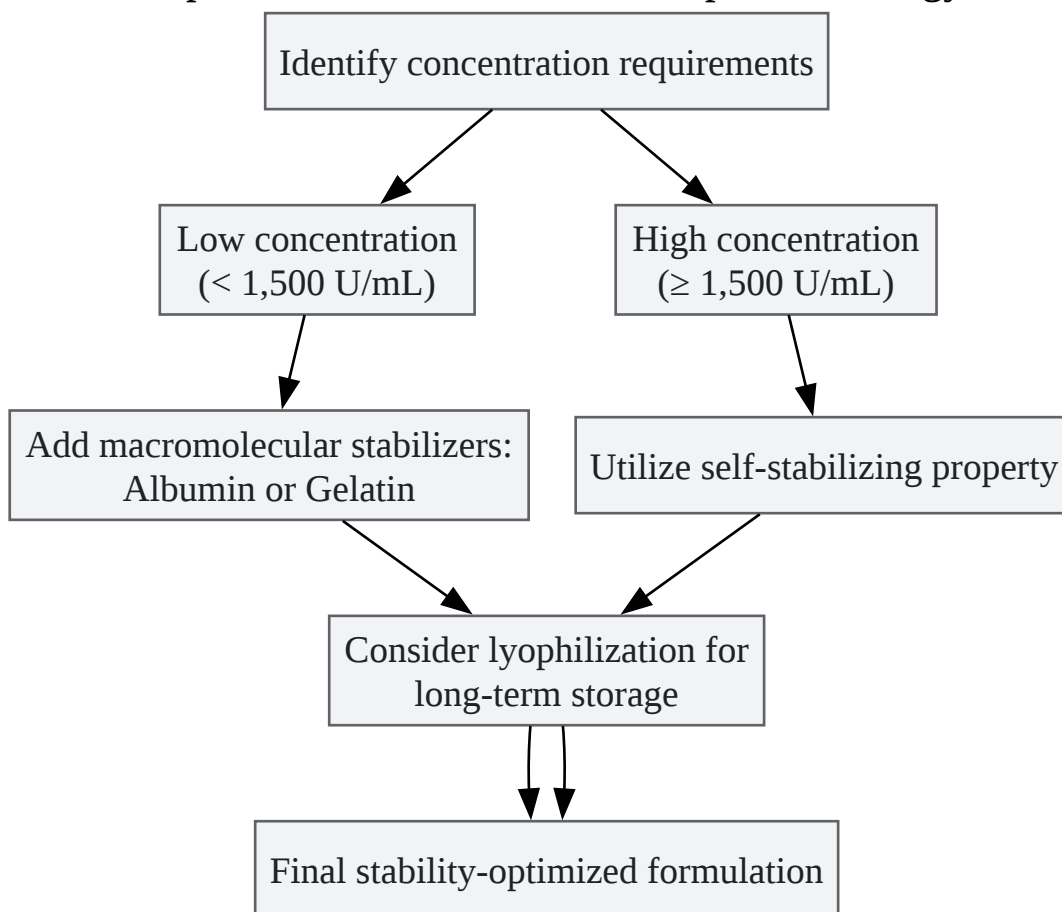 Identify concentration requirements
Low concentration
(< 1,500 U/mL)
High concentration
(≥ 1,500 U/mL)
Add macromolecular stabilizers:
Albumin or Gelatin
Utilize self-stabilizing property
Consider lyophilization for
long-term storage
Final stability-optimized formulation